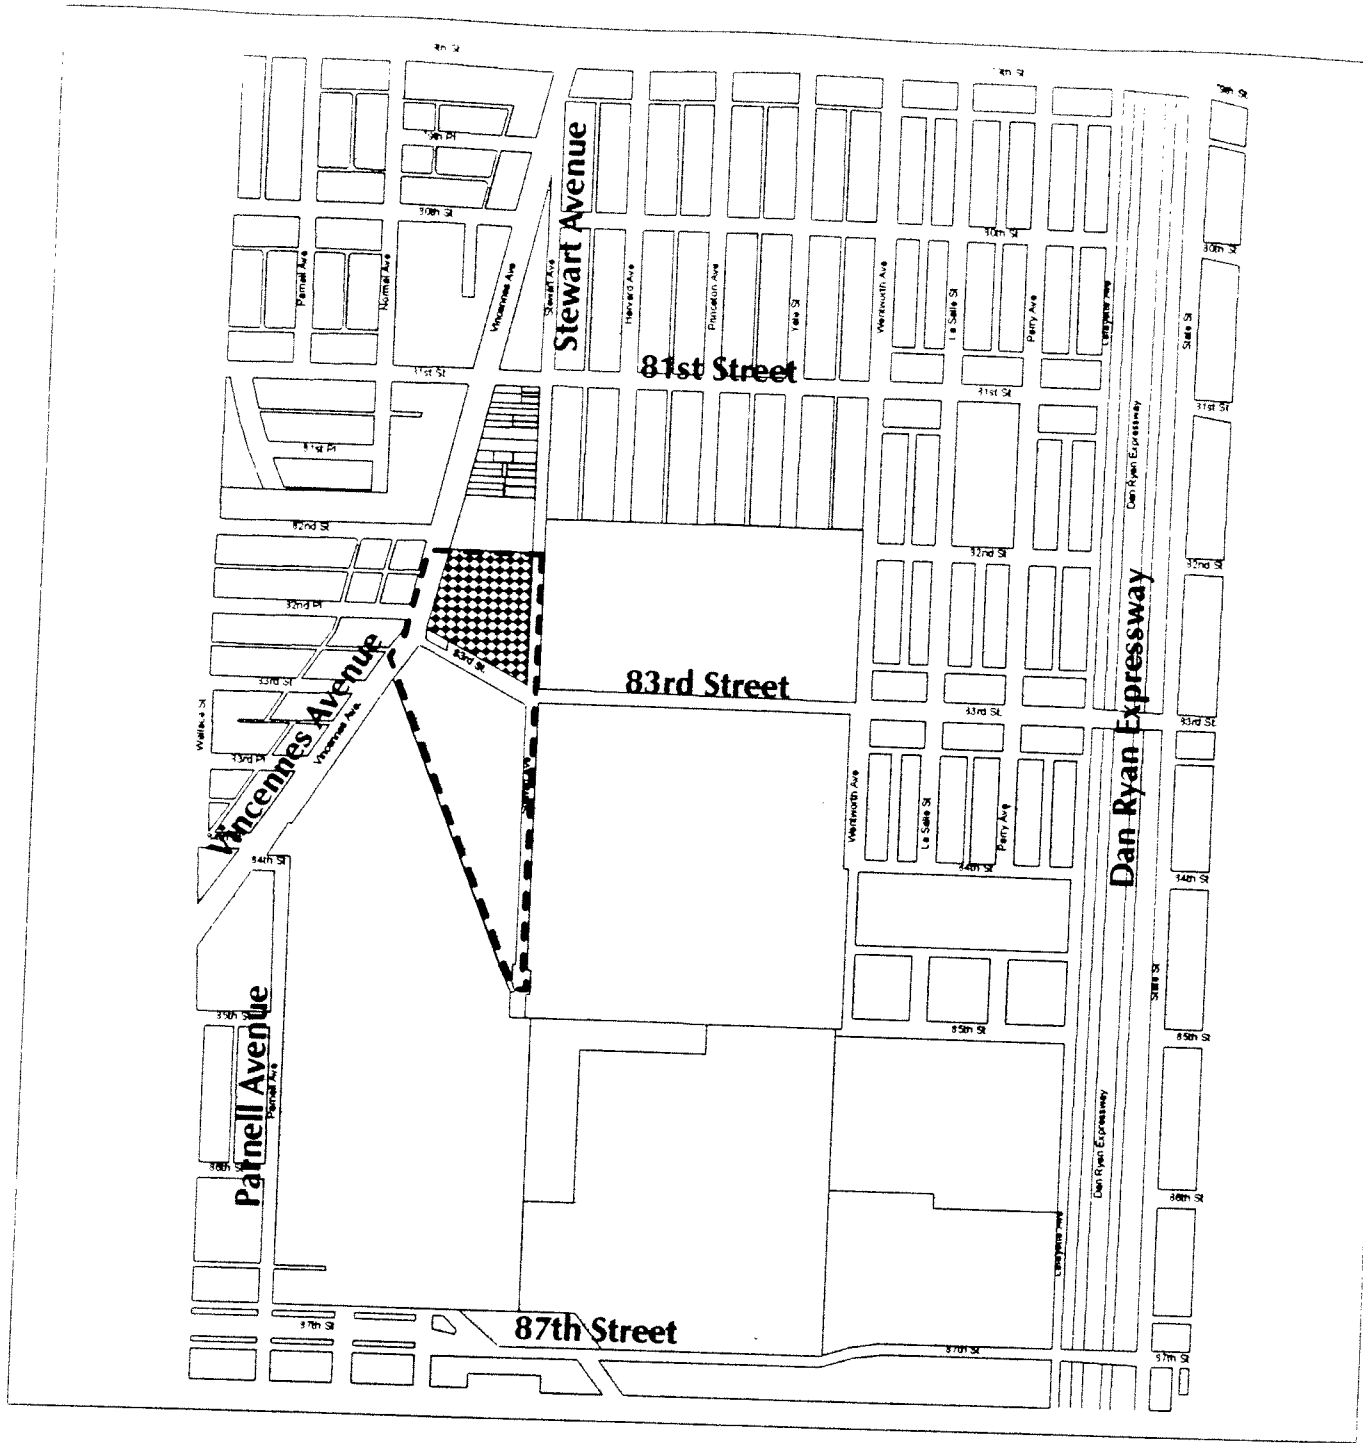 79th St
79th Pl
80th St
80th St
80th St
Stewart Avenue
Parnell Ave
Normal Ave
Vincennes Ave
Stewart Ave
Harvard Ave
Princeton Ave
Yale St
Wentworth Ave
La Salle St
Perry Ave
Lafayette Ave
State St
81st Street
81st St
81st St
81st St
81st Pl
Dan Ryan Expressway
82nd St
82nd St
82nd St
82nd Pl
83rd St
83rd Street
Dan Ryan Expressway
Vincennes Avenue
83rd St
Wallace St
Vincennes Ave.
83rd St
83rd St
83rd Pl
Wentworth Ave
La Salle St
Perry Ave
84th St
84th St
84th St
State St
Parnell Avenue
85th St
85th St
85th St
Parnell Ave
Dan Ryan Expressway
86th St
86th St
Lafayette Ave
87th Street
87th St
87th St
87th St